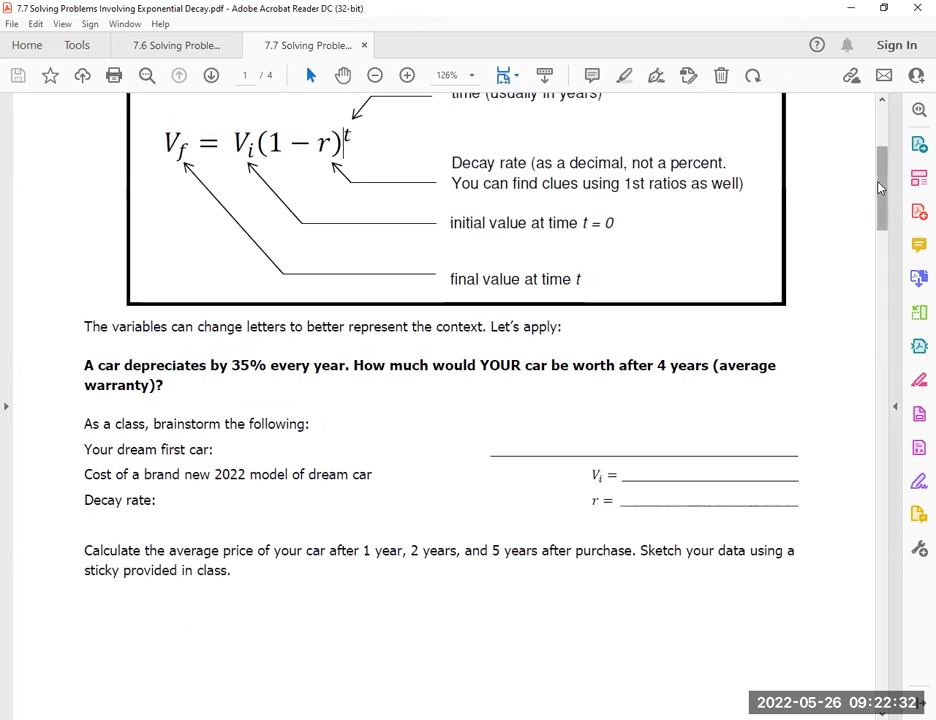 7.7 Solving Problems Involving Exponential Decay.pdf - Adobe Acrobat Reader DC (32-bit)
File Edit View Sign Window Help
Home Tools 7.6 Solving Proble... 7.7 Solving Proble... × Sign In
1 / 4 126%
time (usually in years)
V_f = V_i(1 − r)^t
Decay rate (as a decimal, not a percent.
You can find clues using 1st ratios as well)
initial value at time t = 0
final value at time t
The variables can change letters to better represent the context. Let's apply:
A car depreciates by 35% every year. How much would YOUR car be worth after 4 years (average
warranty)?
As a class, brainstorm the following:
Your dream first car:
Cost of a brand new 2022 model of dream car V_i =
Decay rate: r =
Calculate the average price of your car after 1 year, 2 years, and 5 years after purchase. Sketch your data using a
sticky provided in class.
2022-05-26 09:22:32